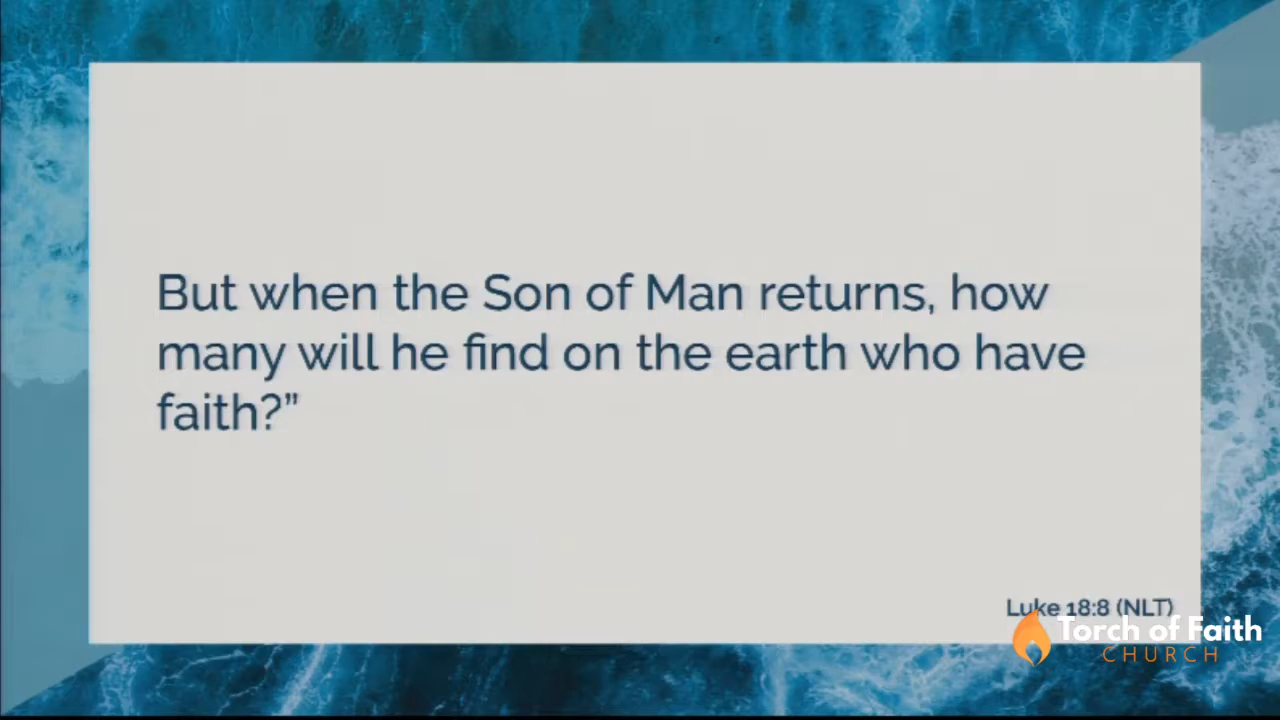 But when the Son of Man returns, how
many will he find on the earth who have
faith?”
Luke 18:8 (NLT)
Torch of Faith
CHURCH